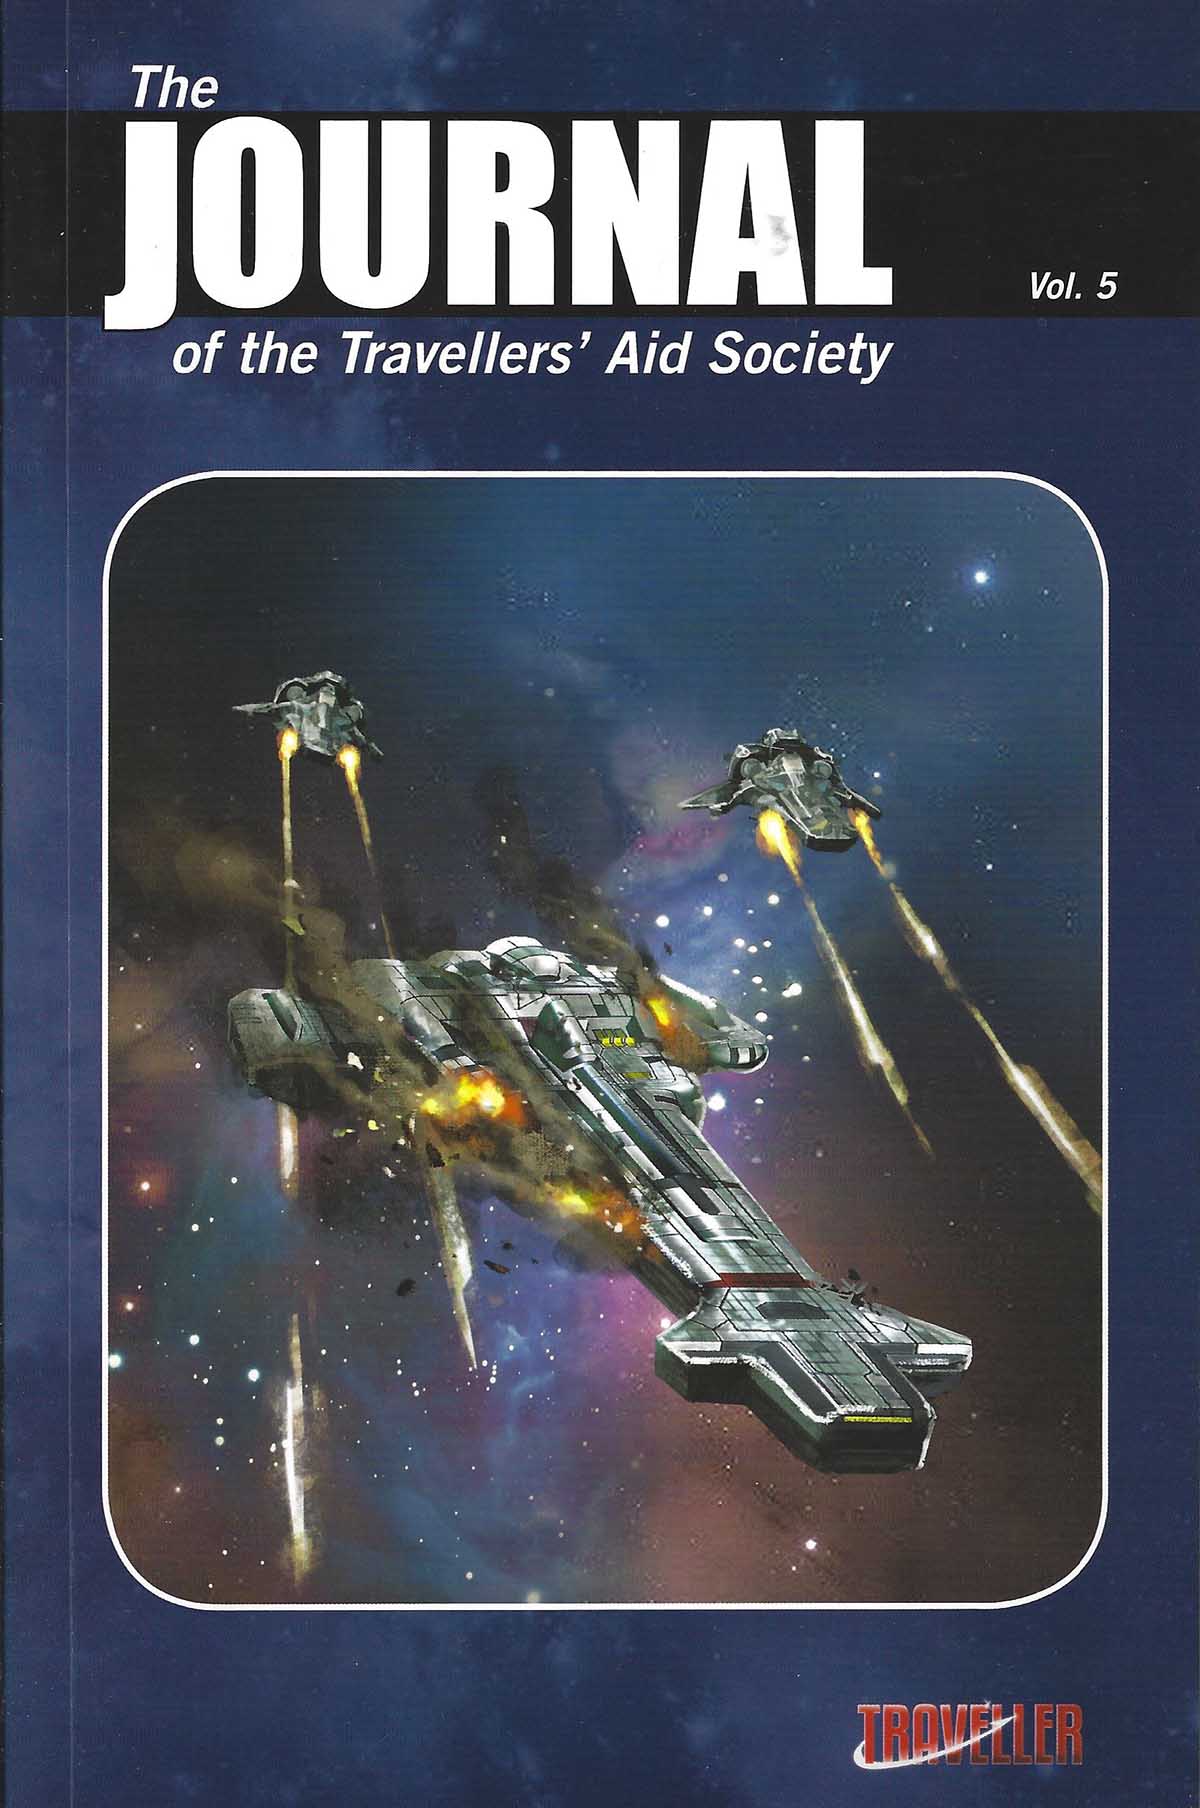 The
JOURNAL
Vol. 5
of the Travellers’ Aid Society
TRAVELLER